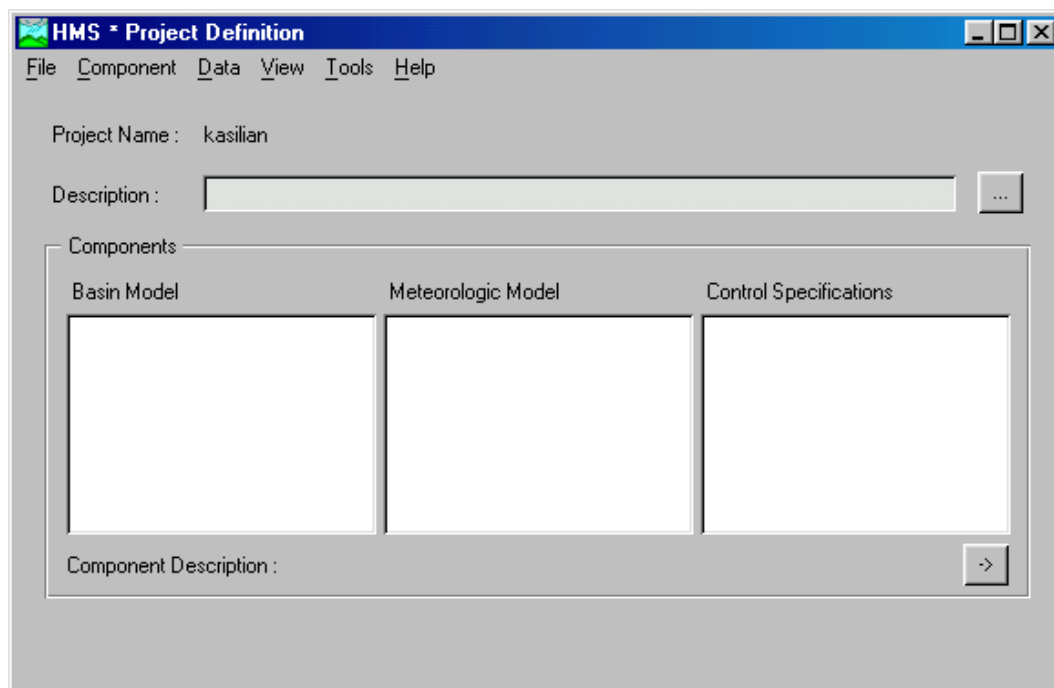 HMS * Project Definition
File Component Data View Tools Help
Project Name : kasilian
Description :
...
Components
Basin Model Meteorologic Model Control Specifications
Component Description :
->